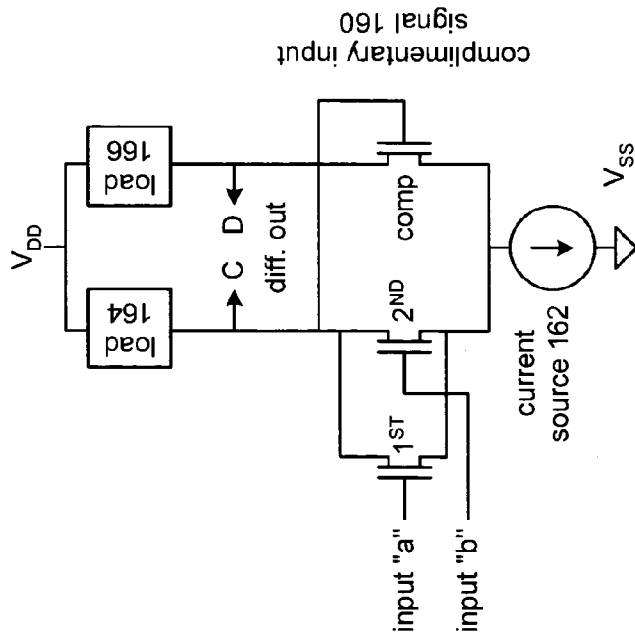 V_DD
load
164
load
166
C D
diff. out
1^ST
2^ND
comp
input "a"
input "b"
current
source 162
V_SS
complimentary input
signal 160